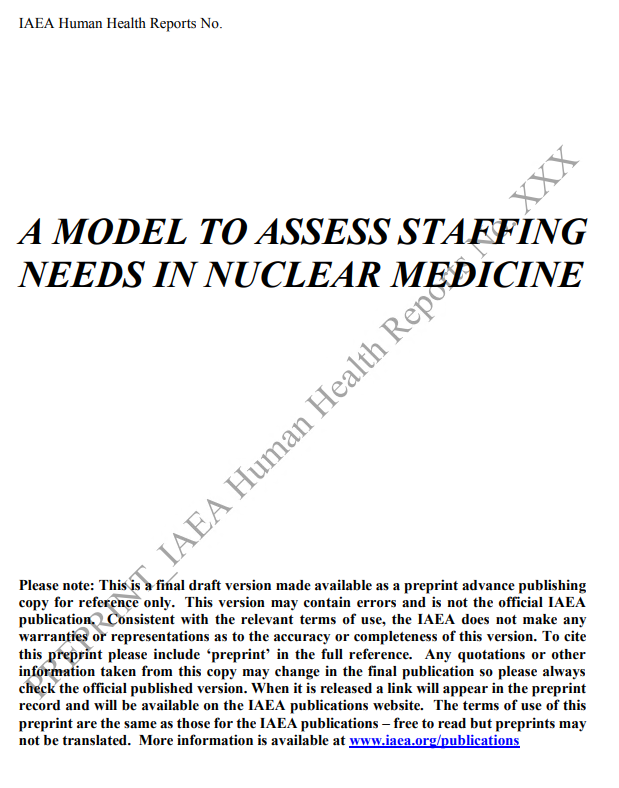 IAEA Human Health Reports No.
A MODEL TO ASSESS STAFFING
NEEDS IN NUCLEAR MEDICINE
PREPRINT_IAEA Human Health Reports No. XXX
Please note: This is a final draft version made available as a preprint advance publishing
copy for reference only.  This version may contain errors and is not the official IAEA
publication.  Consistent with the relevant terms of use, the IAEA does not make any
warranties or representations as to the accuracy or completeness of this version. To cite
this preprint please include ‘preprint’ in the full reference.  Any quotations or other
information taken from this copy may change in the final publication so please always
check the official published version. When it is released a link will appear in the preprint
record and will be available on the IAEA publications website.  The terms of use of this
preprint are the same as those for the IAEA publications – free to read but preprints may
not be translated.  More information is available at www.iaea.org/publications